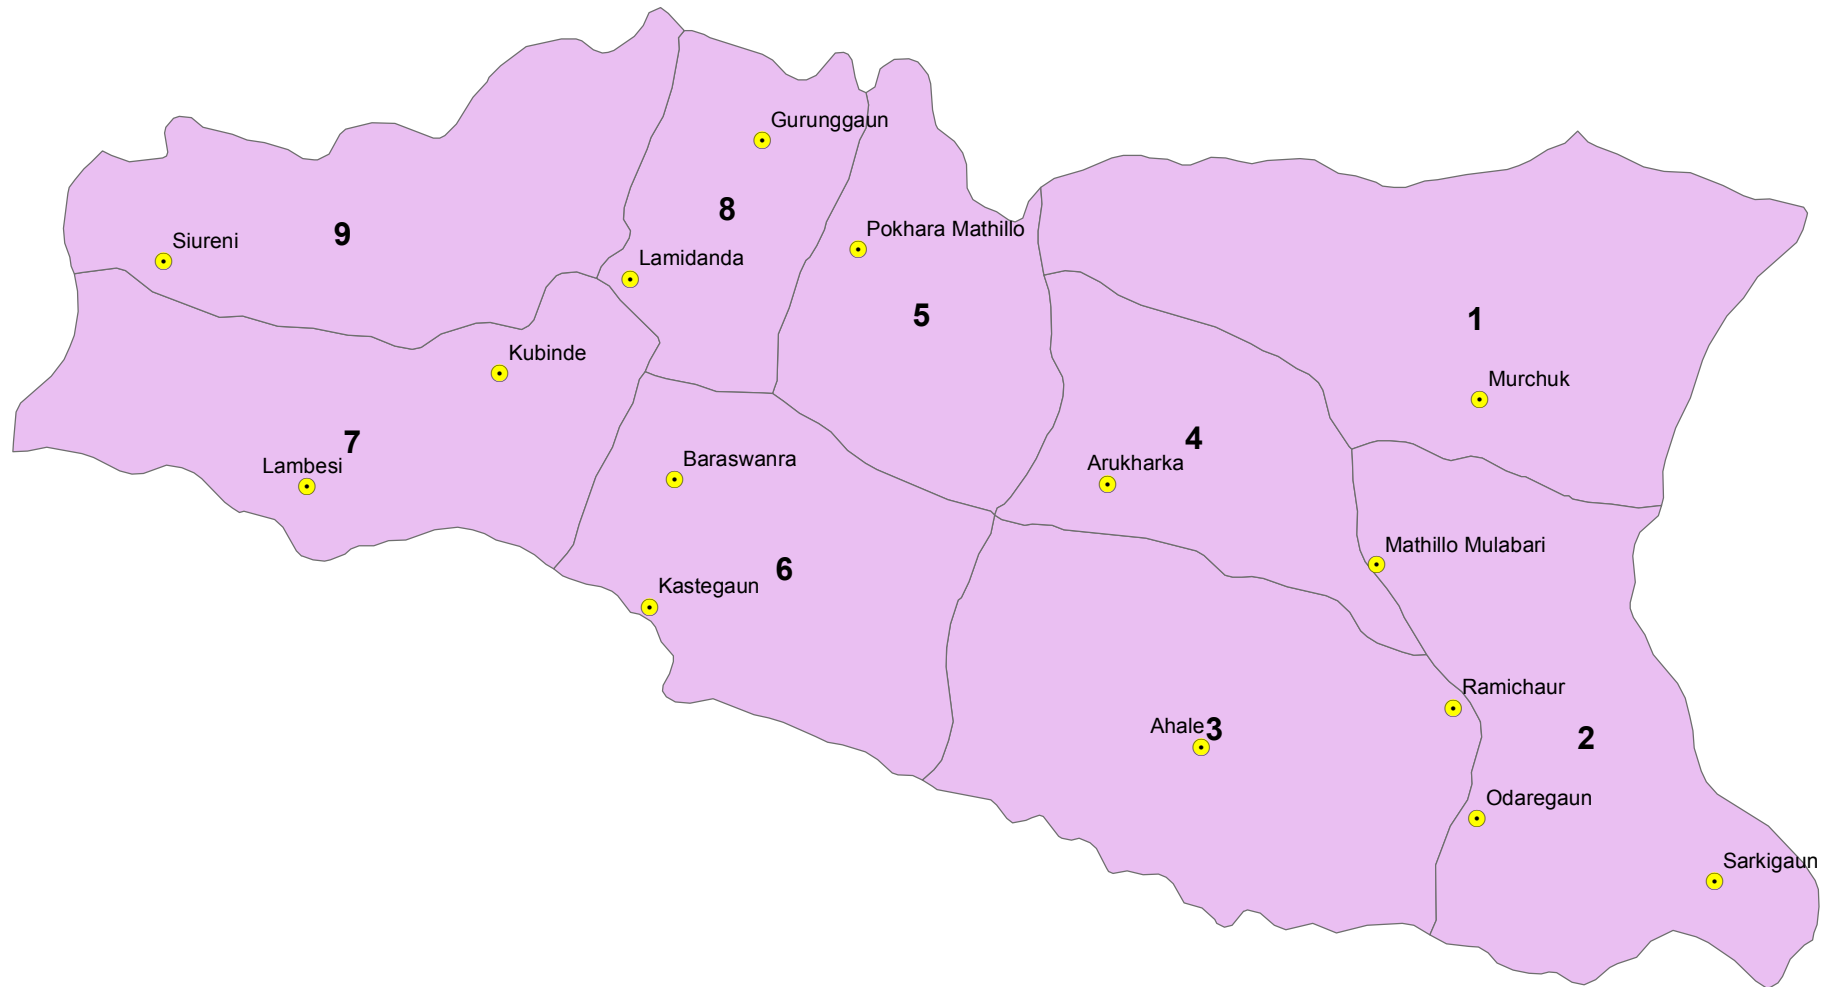 Gurunggaun
8
Pokhara Mathillo
Siureni
9
Lamidanda
5
1
Kubinde
Murchuk
7
4
Lambesi
Baraswanra
Arukharka
Mathillo Mulabari
6
Kastegaun
Ramichaur
Ahale
3
2
Odaregaun
Sarkigaun